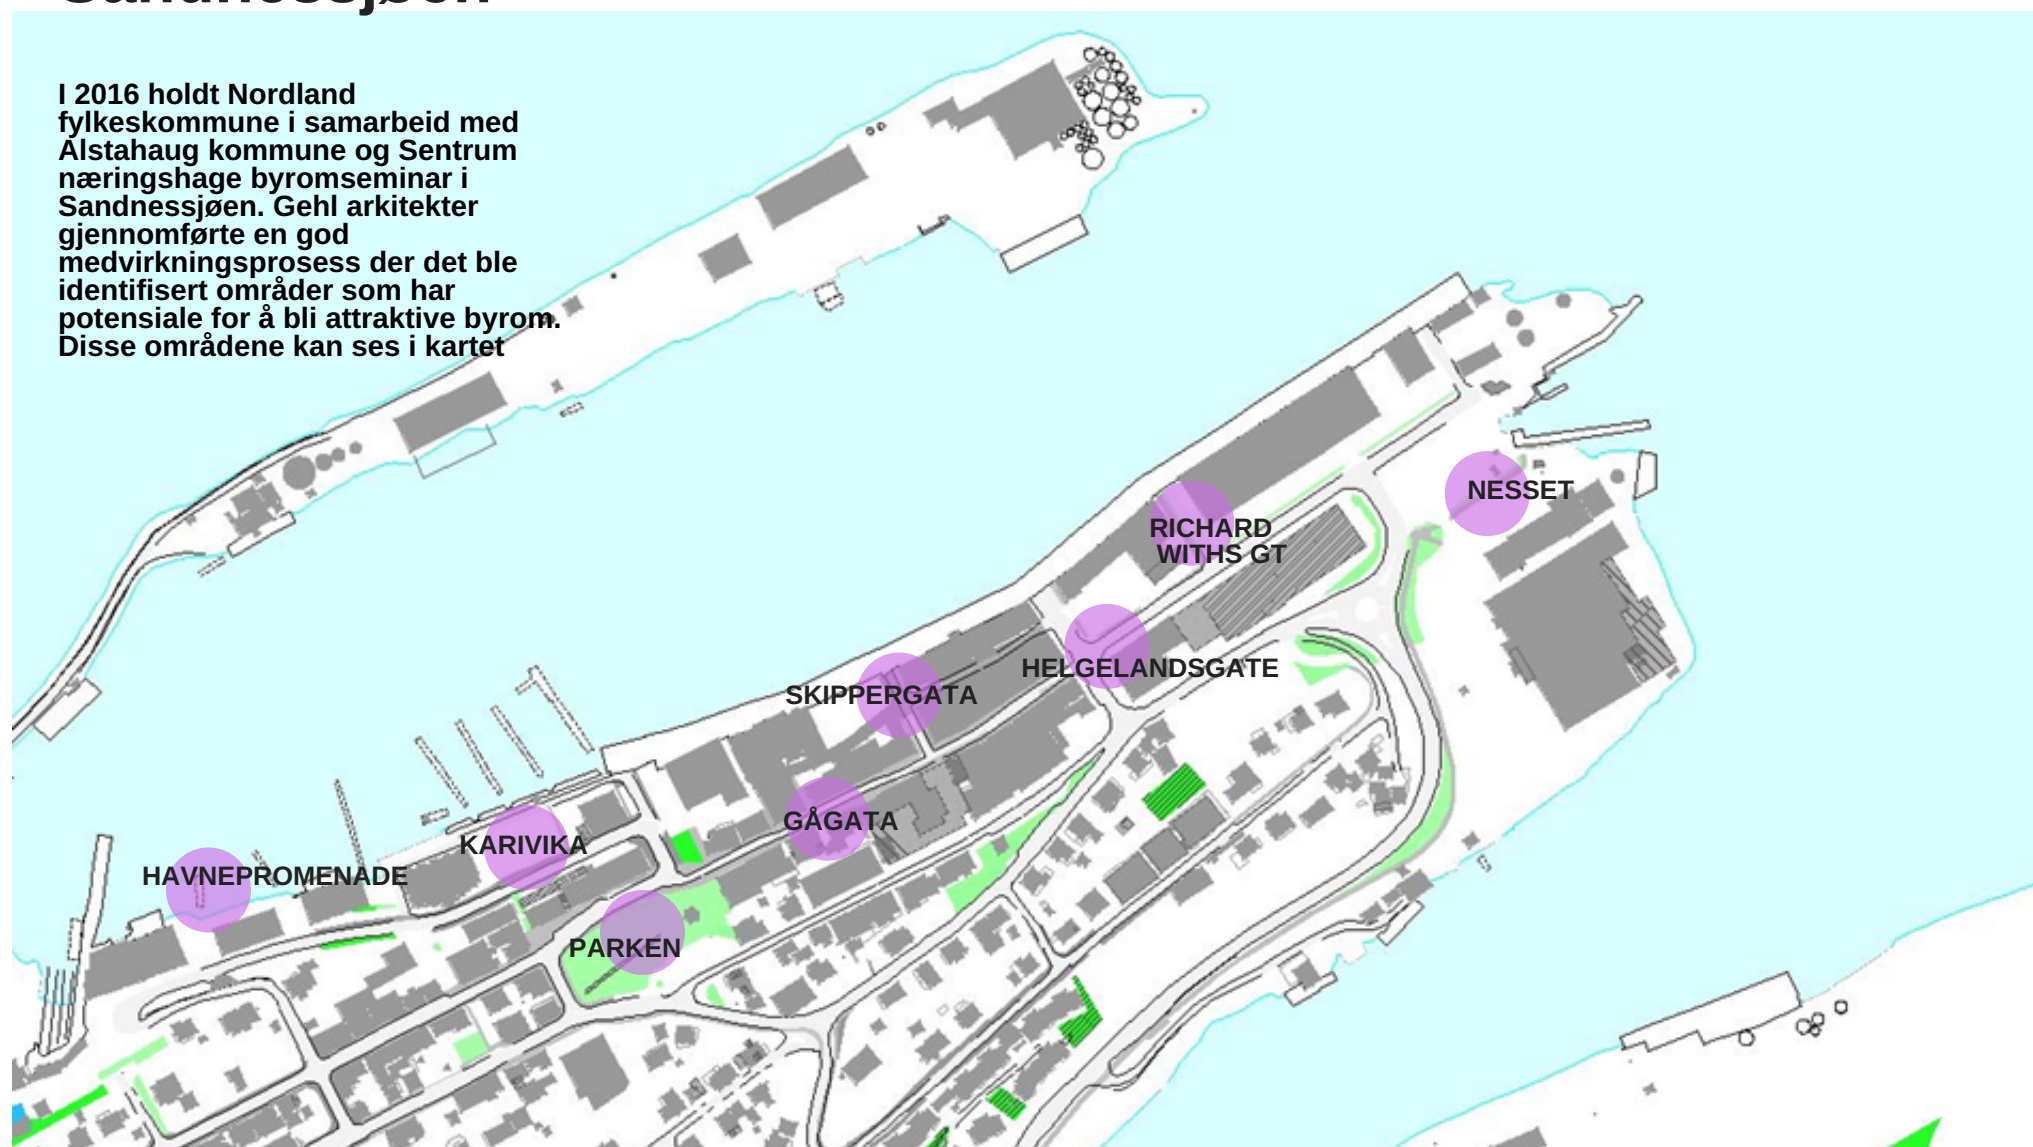 Sandnessjøen
I 2016 holdt Nordland
fylkeskommune i samarbeid med
Alstahaug kommune og Sentrum
næringshage byromseminar i
Sandnessjøen. Gehl arkitekter
gjennomførte en god
medvirkningsprosess der det ble
identifisert områder som har
potensiale for å bli attraktive byrom.
Disse områdene kan ses i kartet
NESSET
RICHARD
WITHS GT
HELGELANDSGATE
SKIPPERGATA
GÅGATA
KARIVIKA
HAVNEPROMENADE
PARKEN